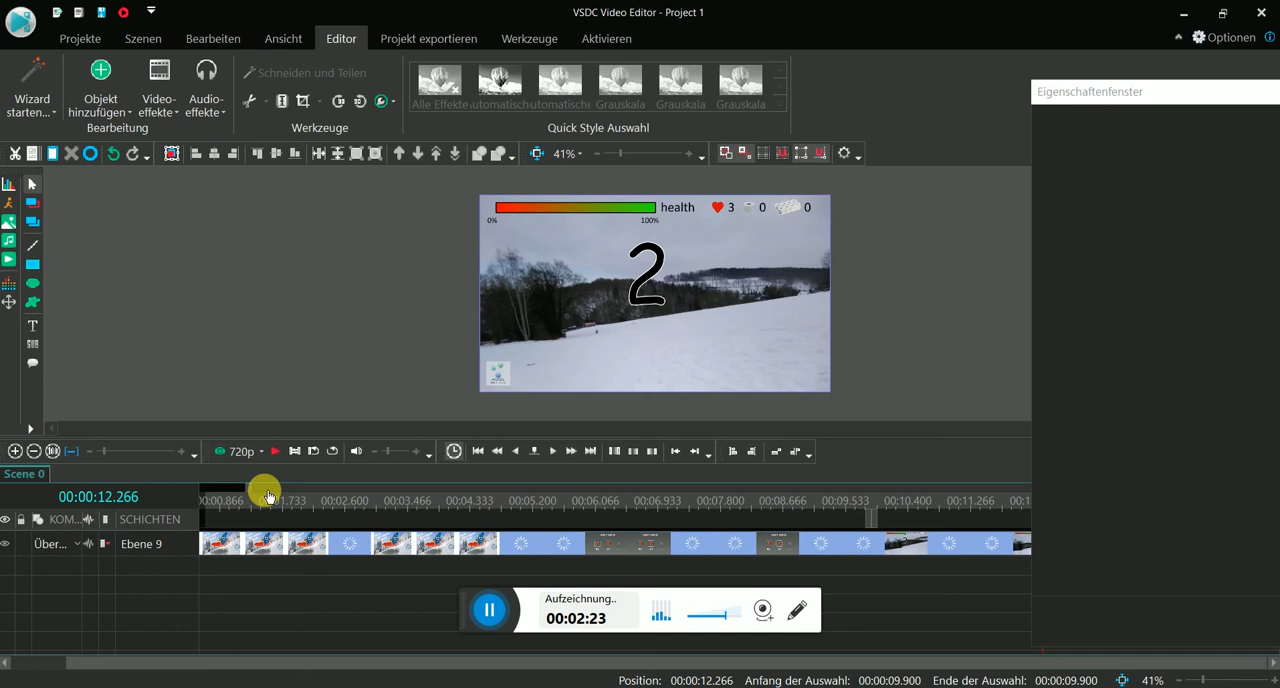 VSDC Video Editor - Project 1
Projekte Szenen Bearbeiten Ansicht Editor Projekt exportieren Werkzeuge Aktivieren Optionen
Schneiden und Teilen
Wizard starten... Objekt hinzufügen Video-effekte Audio-effekte
Alle Effekte Grauskala Grauskala Grauskala
Bearbeitung Werkzeuge Quick Style Auswahl
Eigenschaftenfenster
41%
health 3 0 0
0% 100%
2
720p
Scene 0
00:00:12.266
00:00.866 1.733 00:02.600 00:03.466 00:04.333 00:05.200 00:06.066 00:06.933 00:07.800 00:08.666 00:09.533 00:10.400 00:11.266
KOM... SCHICHTEN
Über... Ebene 9
Aufzeichnung..
00:02:23
Position: 00:00:12.266 Anfang der Auswahl: 00:00:09.900 Ende der Auswahl: 00:00:09.900 41%